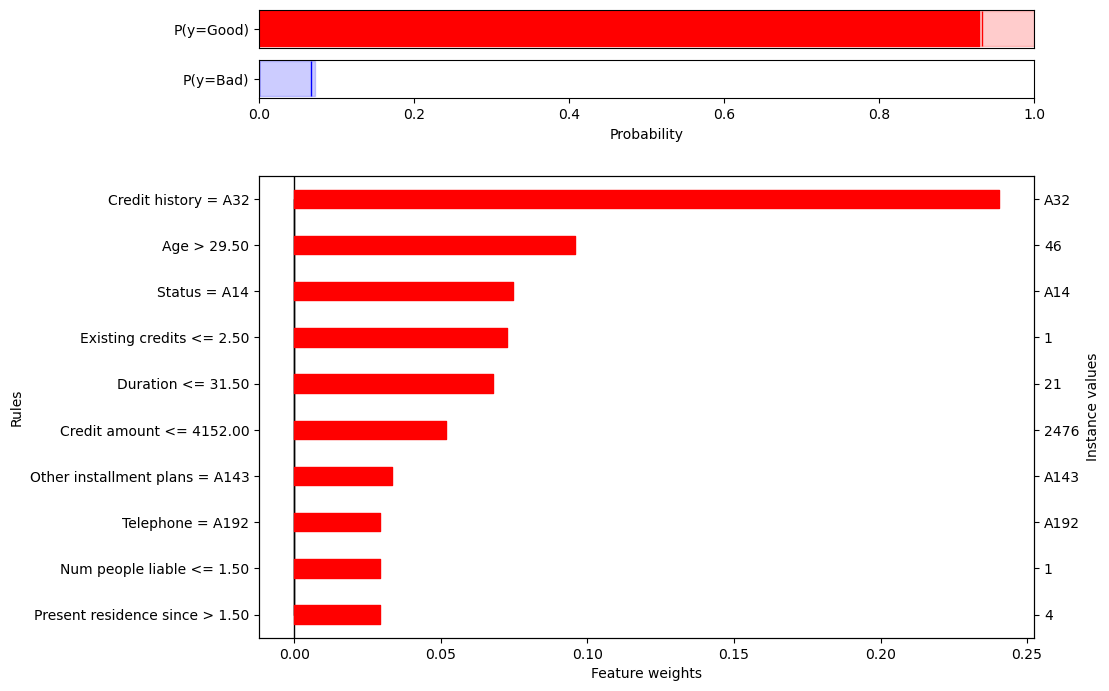 P(y=Good)
P(y=Bad)
0.0 0.2 0.4 0.6 0.8 1.0
Probability
Rules
Credit history = A32 A32
Age > 29.50 46
Status = A14 A14
Existing credits <= 2.50 1
Duration <= 31.50 21
Credit amount <= 4152.00 2476
Other installment plans = A143 A143
Telephone = A192 A192
Num people liable <= 1.50 1
Present residence since > 1.50 4
Instance values
0.00 0.05 0.10 0.15 0.20 0.25
Feature weights